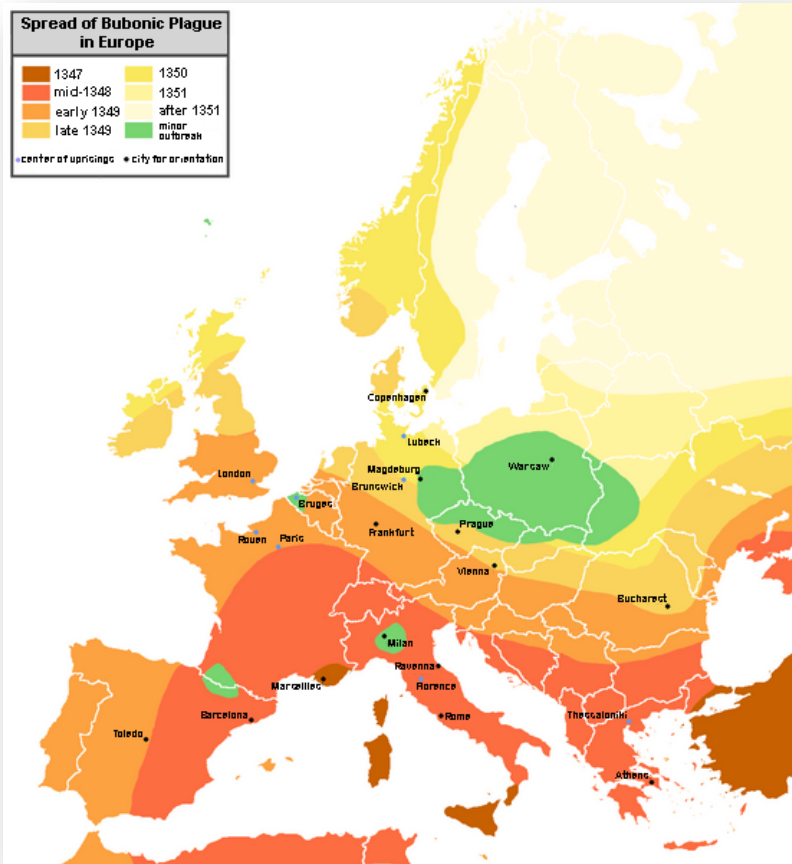 Spread of Bubonic Plague
in Europe
1347
mid-1348
early 1349
late 1349
1350
1351
after 1351
minor
outbreak
center of uprisings
city for orientation
Copenhagen
Lubeck
Magdeburg
Brunswick
Warsaw
London
Bruges
Prague
Frankfurt
Rouen
Paris
Vienna
Bucharest
Milan
Ravenna
Marseilles
Florence
Barcelona
Rome
Thessaloniki
Toledo
Athens